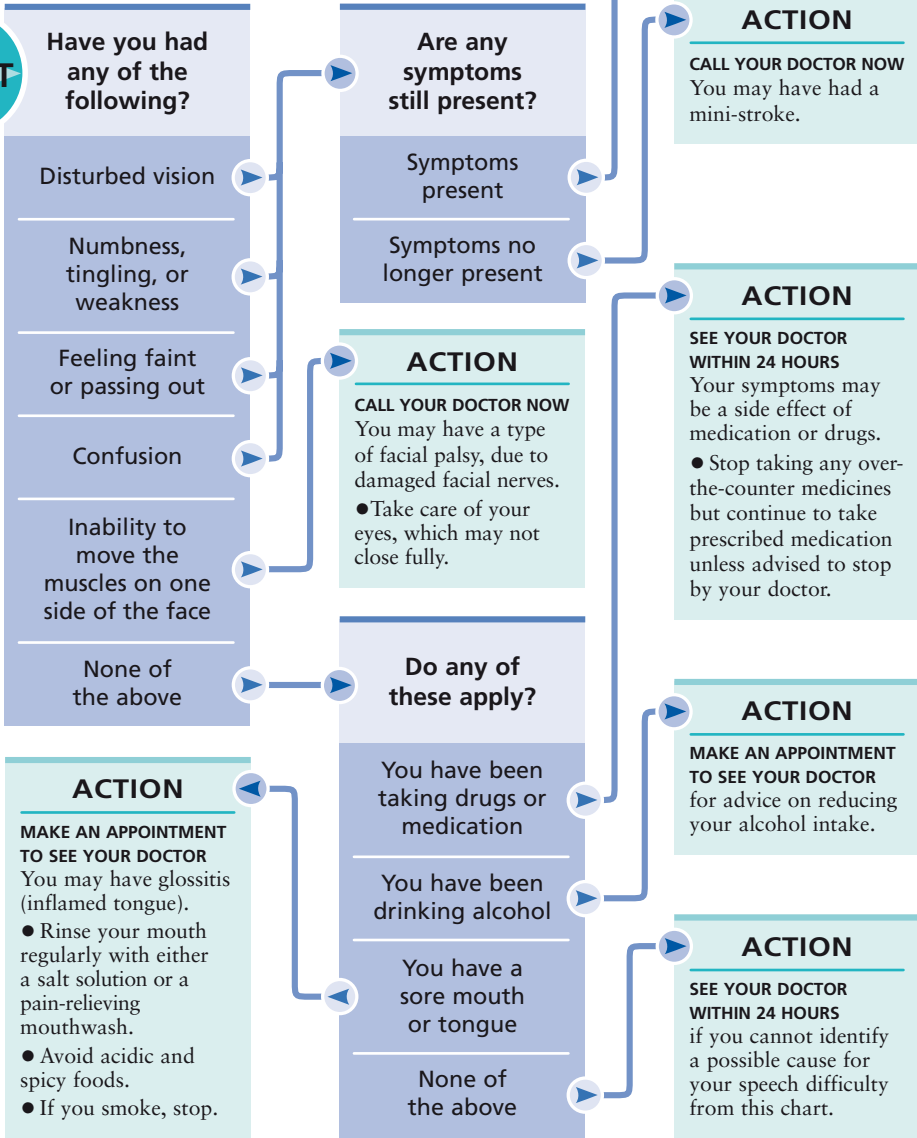 T
Have you had
any of the
following?
Disturbed vision
Numbness,
tingling, or
weakness
Feeling faint
or passing out
Confusion
Inability to
move the
muscles on one
side of the face
None of
the above
Are any
symptoms
still present?
Symptoms
present
Symptoms no
longer present
ACTION
CALL YOUR DOCTOR NOW
You may have had a
mini-stroke.
ACTION
CALL YOUR DOCTOR NOW
You may have a type
of facial palsy, due to
damaged facial nerves.
●Take care of your
eyes, which may not
close fully.
Do any of
these apply?
You have been
taking drugs or
medication
You have been
drinking alcohol
You have a
sore mouth
or tongue
None of
the above
ACTION
SEE YOUR DOCTOR
WITHIN 24 HOURS
Your symptoms may
be a side effect of
medication or drugs.
● Stop taking any over-
the-counter medicines
but continue to take
prescribed medication
unless advised to stop
by your doctor.
ACTION
MAKE AN APPOINTMENT
TO SEE YOUR DOCTOR
for advice on reducing
your alcohol intake.
ACTION
MAKE AN APPOINTMENT
TO SEE YOUR DOCTOR
You may have glossitis
(inflamed tongue).
● Rinse your mouth
regularly with either
a salt solution or a
pain-relieving
mouthwash.
● Avoid acidic and
spicy foods.
● If you smoke, stop.
ACTION
SEE YOUR DOCTOR
WITHIN 24 HOURS
if you cannot identify
a possible cause for
your speech difficulty
from this chart.